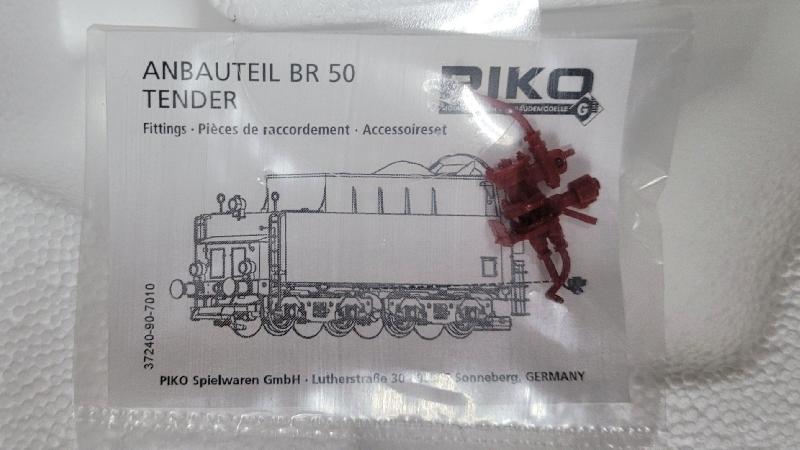 ANBAUTEIL BR 50
TENDER
Fittings · Pièces de raccordement · Accessoireset
PIKO
G
37240-90-7010
PIKO Spielwaren GmbH · Lutherstraße 30 · Sonneberg, GERMANY